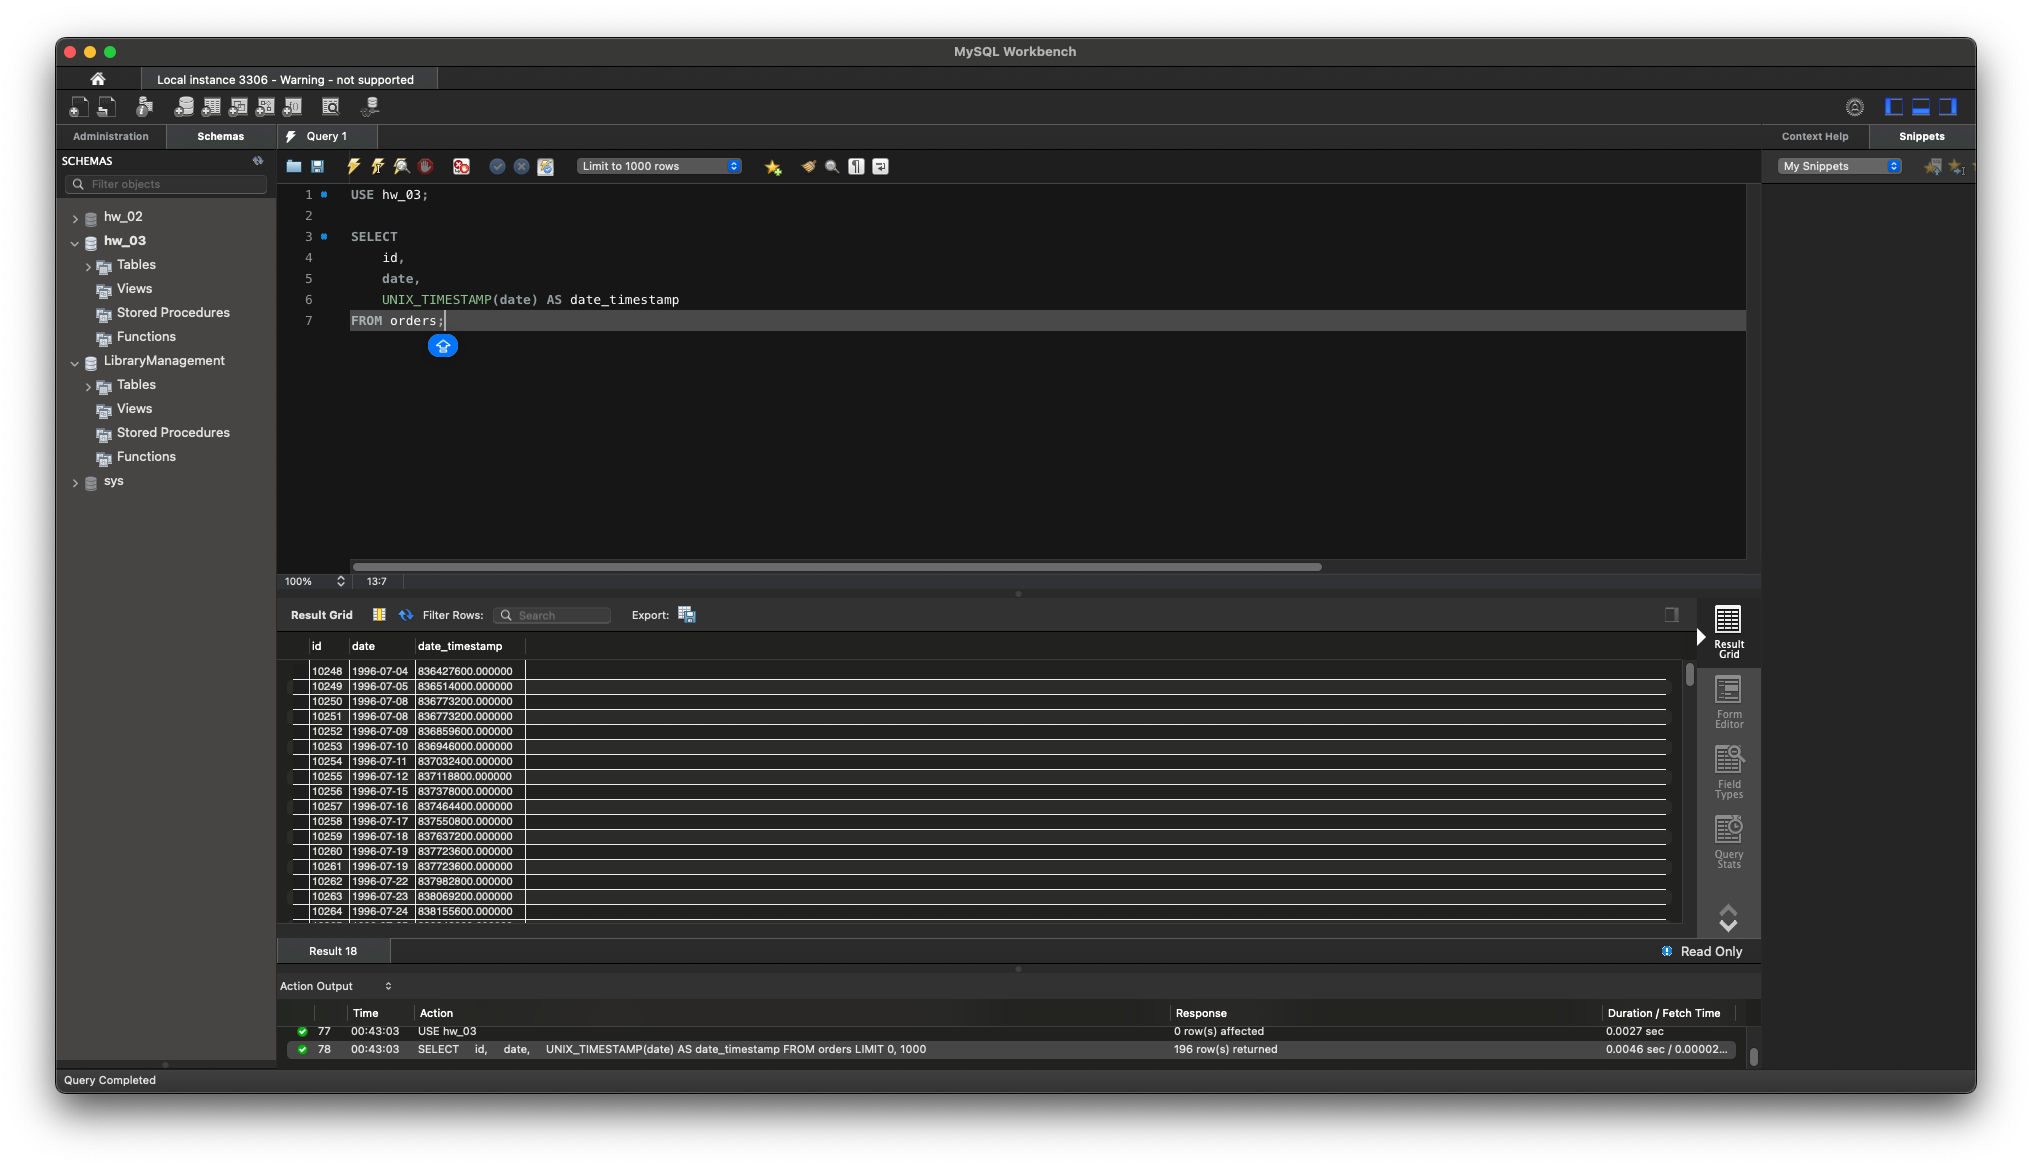 MySQL Workbench
Local instance 3306 - Warning - not supported
Administration
Schemas
Query 1
Context Help
Snippets
SCHEMAS
Limit to 1000 rows
My Snippets
Filter objects
hw_02
hw_03
Tables
Views
Stored Procedures
Functions
LibraryManagement
Tables
Views
Stored Procedures
Functions
sys
1 USE hw_03;
2
3 SELECT
4 id,
5 date,
6 UNIX_TIMESTAMP(date) AS date_timestamp
7 FROM orders;
100% 13:7
Result Grid Filter Rows: Search Export:
id date date_timestamp
10248 1996-07-04 836427600.000000
10249 1996-07-05 836514000.000000
10250 1996-07-08 836773200.000000
10251 1996-07-08 836773200.000000
10252 1996-07-09 836859600.000000
10253 1996-07-10 836946000.000000
10254 1996-07-11 837032400.000000
10255 1996-07-12 837118800.000000
10256 1996-07-15 837378000.000000
10257 1996-07-16 837464400.000000
10258 1996-07-17 837550800.000000
10259 1996-07-18 837637200.000000
10260 1996-07-19 837723600.000000
10261 1996-07-19 837723600.000000
10262 1996-07-22 837982800.000000
10263 1996-07-23 838069200.000000
10264 1996-07-24 838155600.000000
Result
Grid
Form
Editor
Field
Types
Query
Stats
Result 18
Read Only
Action Output
Time Action Response Duration / Fetch Time
77 00:43:03 USE hw_03 0 row(s) affected 0.0027 sec
78 00:43:03 SELECT id, date, UNIX_TIMESTAMP(date) AS date_timestamp FROM orders LIMIT 0, 1000 196 row(s) returned 0.0046 sec / 0.00002...
Query Completed